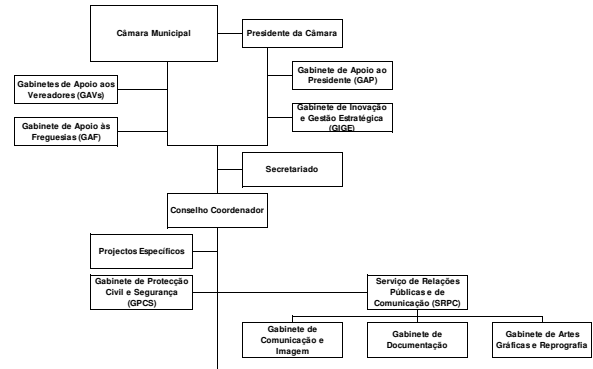 Câmara Municipal
Presidente da Câmara
Gabinete de Apoio ao
Presidente (GAP)
Gabinetes de Apoio aos
Vereadores (GAVs)
Gabinete de Inovação
e Gestão Estratégica
(GIGE)
Gabinete de Apoio às
Freguesias (GAF)
Secretariado
Conselho Coordenador
Projectos Específicos
Gabinete de Protecção
Civil e Segurança
(GPCS)
Serviço de Relações
Públicas e de
Comunicação (SRPC)
Gabinete de
Comunicação e
Imagem
Gabinete de
Documentação
Gabinete de Artes
Gráficas e Reprografia